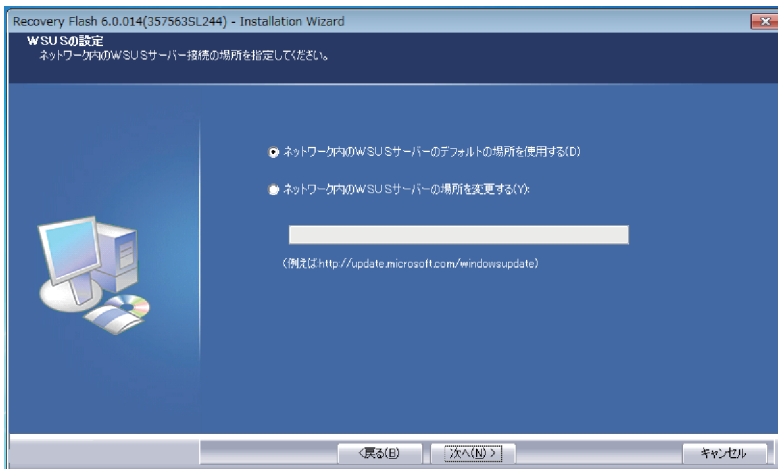 Recovery Flash 6.0.014(357563SL244) - Installation Wizard
WSUSの設定
ネットワーク内のWSUSサーバー接続の場所を指定してください。
ネットワーク内のWSUSサーバーのデフォルトの場所を使用する(D)
ネットワーク内のWSUSサーバーの場所を変更する(Y):
(例えば http://update.microsoft.com/windowsupdate)
<戻る(B)
次へ(N) >
キャンセル